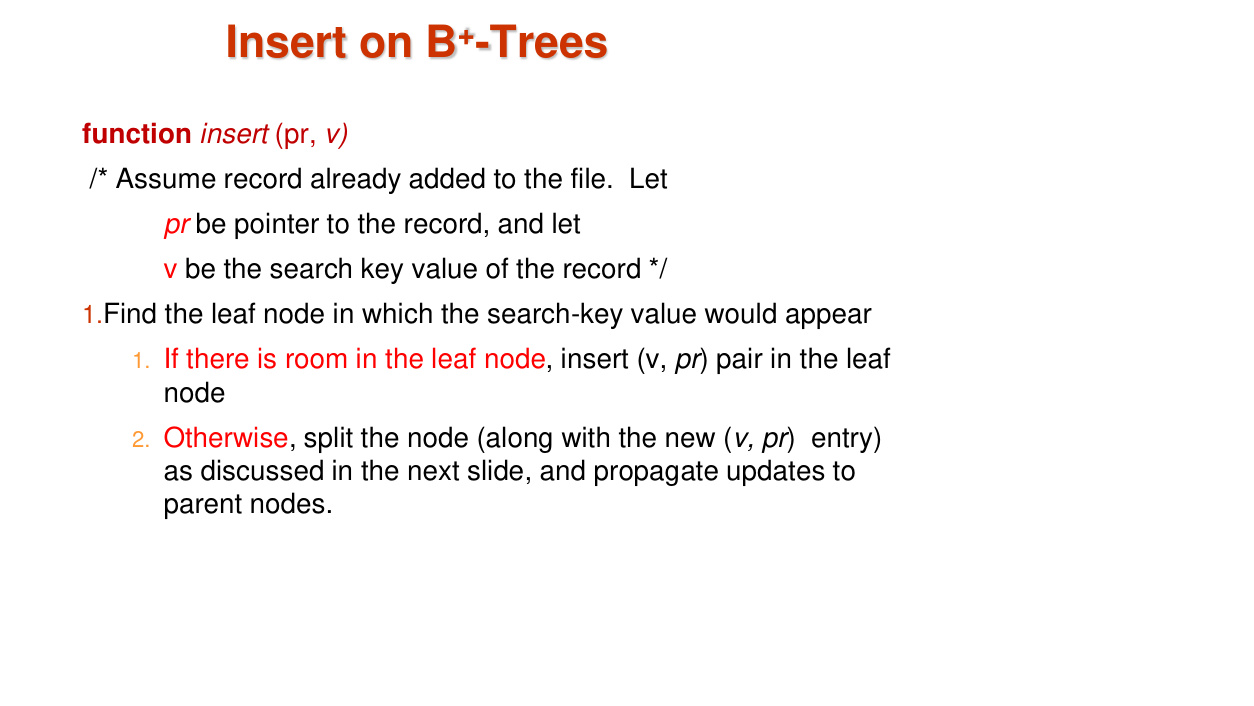 Insert on B⁺-Trees
function insert (pr, v)
/* Assume record already added to the file.  Let
pr be pointer to the record, and let
v be the search key value of the record */
1.Find the leaf node in which the search-key value would appear
1. If there is room in the leaf node, insert (v, pr) pair in the leaf
node
2. Otherwise, split the node (along with the new (v, pr)  entry)
as discussed in the next slide, and propagate updates to
parent nodes.